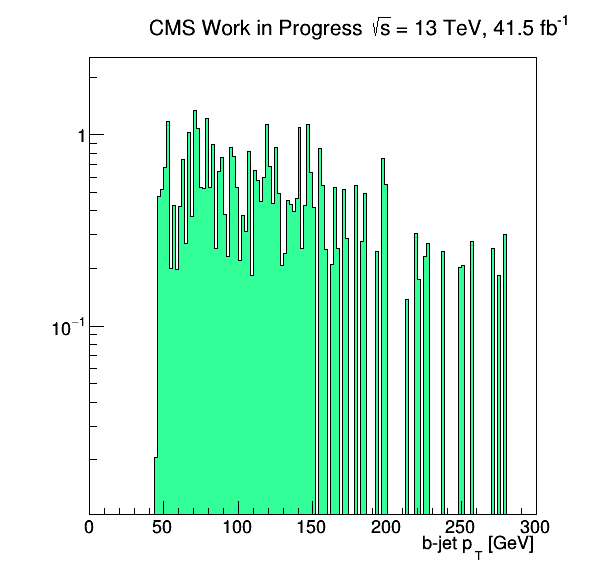 CMS Work in Progress √s = 13 TeV, 41.5 fb⁻¹
1
10⁻¹
0 50 100 150 200 250 300
b-jet p_T [GeV]